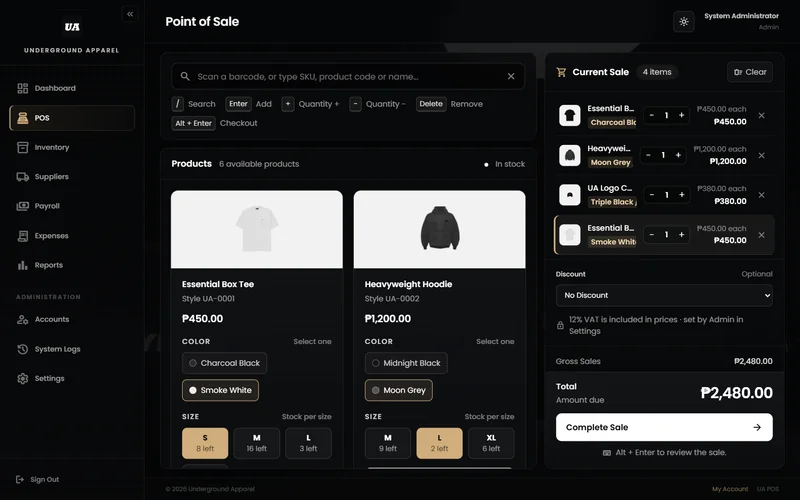 UA
UNDERGROUND APPAREL
Dashboard
POS
Inventory
Suppliers
Payroll
Expenses
Reports
ADMINISTRATION
Accounts
System Logs
Settings
Sign Out
Point of Sale
System Administrator
Admin
Scan a barcode, or type SKU, product code or name...
/ Search Enter Add + Quantity + − Quantity − Delete Remove
Alt + Enter Checkout
Products 6 available products In stock
Essential Box Tee
Style UA-0001
₱450.00
COLOR Select one
Charcoal Black
Smoke White
SIZE Stock per size
S M L
8 left 16 left 3 left
Heavyweight Hoodie
Style UA-0002
₱1,200.00
COLOR Select one
Midnight Black
Moon Grey
SIZE Stock per size
M L XL
9 left 2 left 6 left
Current Sale 4 items Clear
Essential B... − 1 + ₱450.00 each
Charcoal Blac ₱450.00
Heavywei... − 1 + ₱1,200.00 each
Moon Grey ₱1,200.00
UA Logo C... − 1 + ₱380.00 each
Triple Black / ₱380.00
Essential B... − 1 + ₱450.00 each
Smoke White ₱450.00
Discount Optional
No Discount
12% VAT is included in prices · set by Admin in
Settings
Gross Sales ₱2,480.00
Total
Amount due ₱2,480.00
Complete Sale →
Alt + Enter to review the sale.
© 2026 Underground Apparel
My Account UA POS